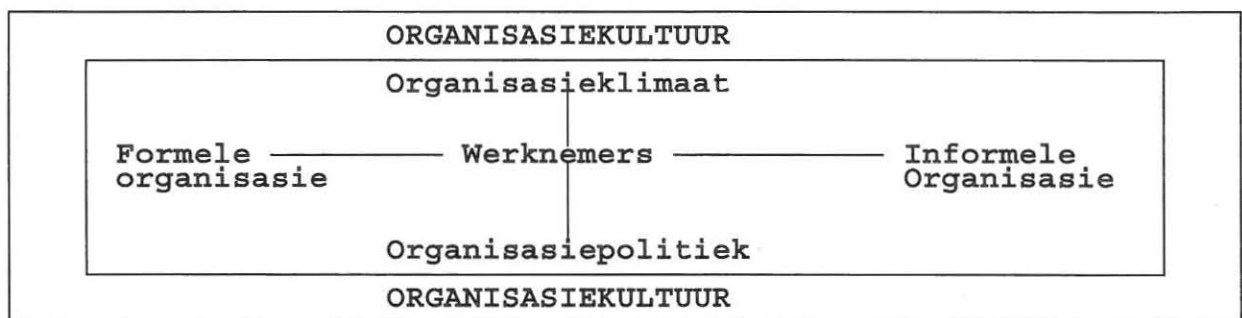 ORGANISASIEKULTUUR
Organisasieklimaat
Formele Werknemers Informele
organisasie Organisasie
Organisasiepolitiek
ORGANISASIEKULTUUR